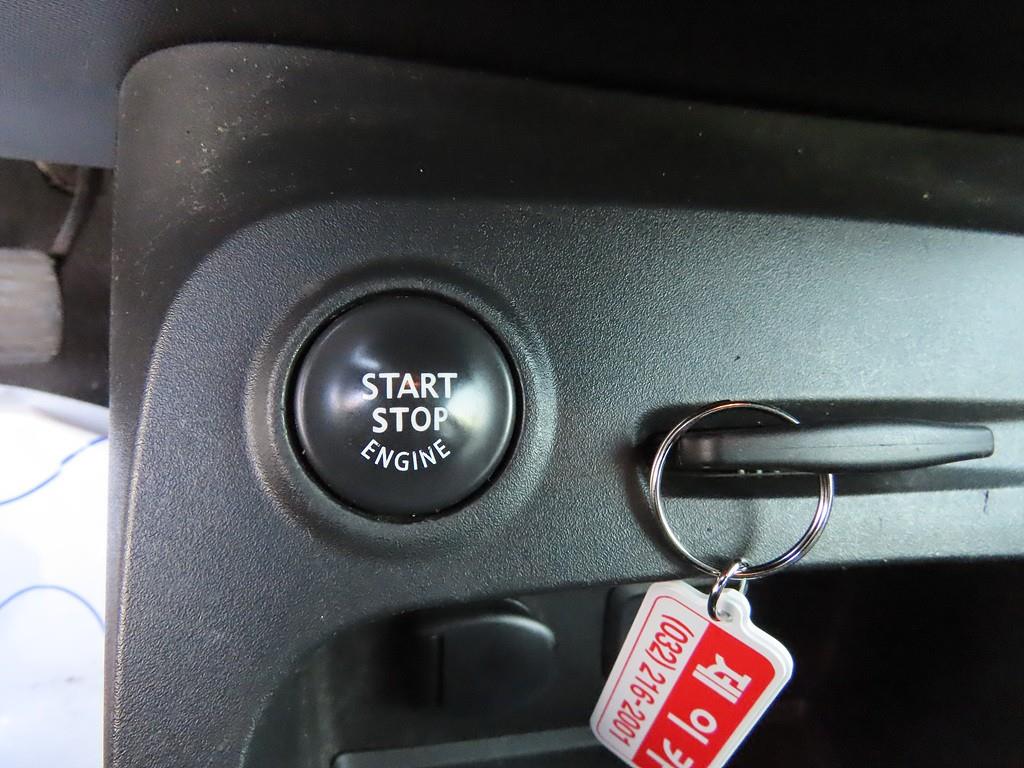 START
STOP
ENGINE
(032) 216-2001